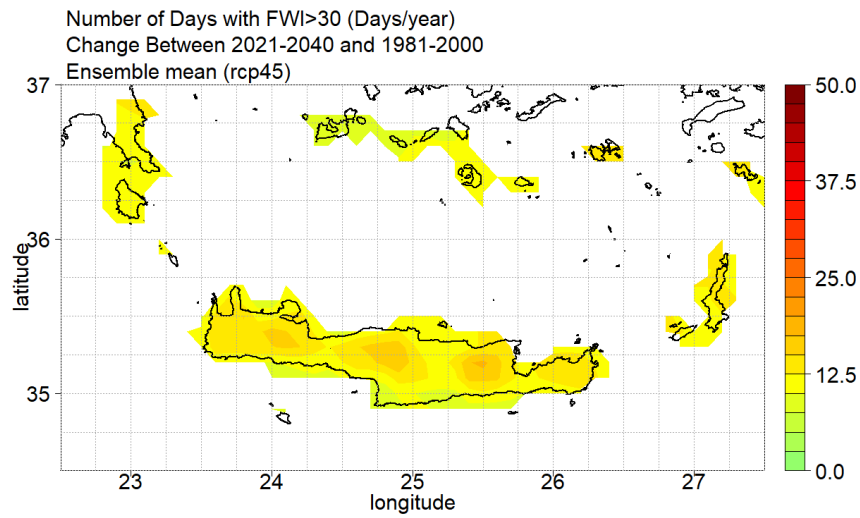 Number of Days with FWI>30 (Days/year)
Change Between 2021-2040 and 1981-2000
Ensemble mean (rcp45)
37
36
35
latitude
23
24
25
26
27
longitude
50.0
37.5
25.0
12.5
0.0